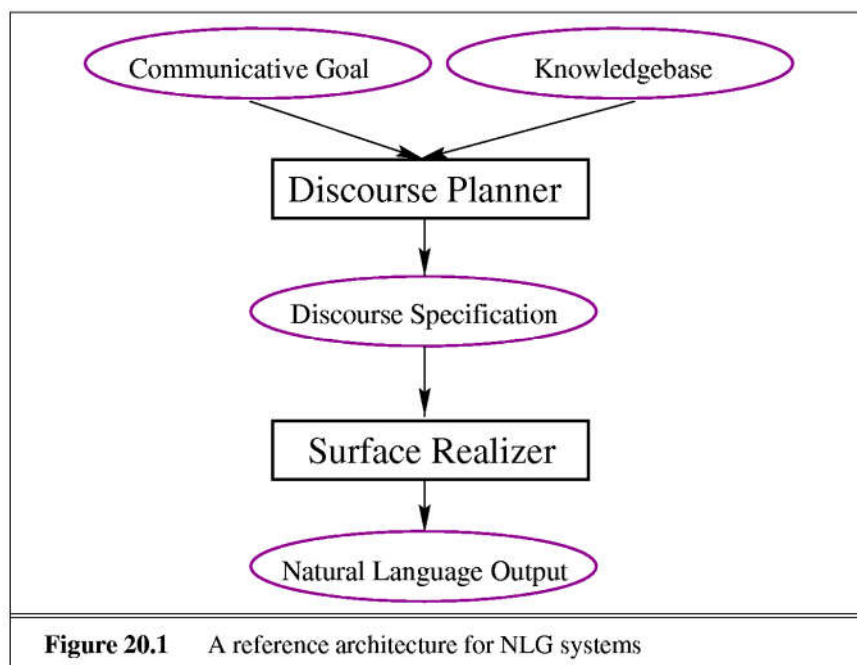 Communicative Goal
Knowledgebase
Discourse Planner
Discourse Specification
Surface Realizer
Natural Language Output
Figure 20.1 A reference architecture for NLG systems